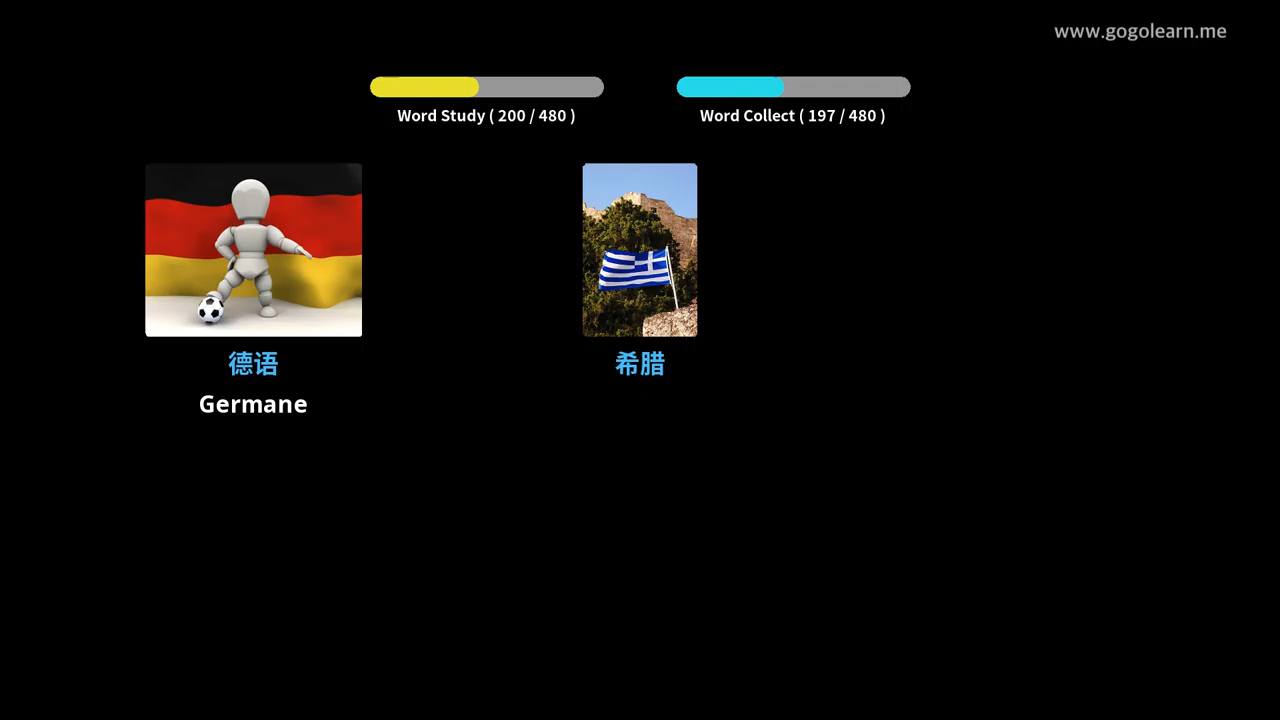 www.gogolearn.me
Word Study ( 200 / 480 )
Word Collect ( 197 / 480 )
德语
Germane
希腊